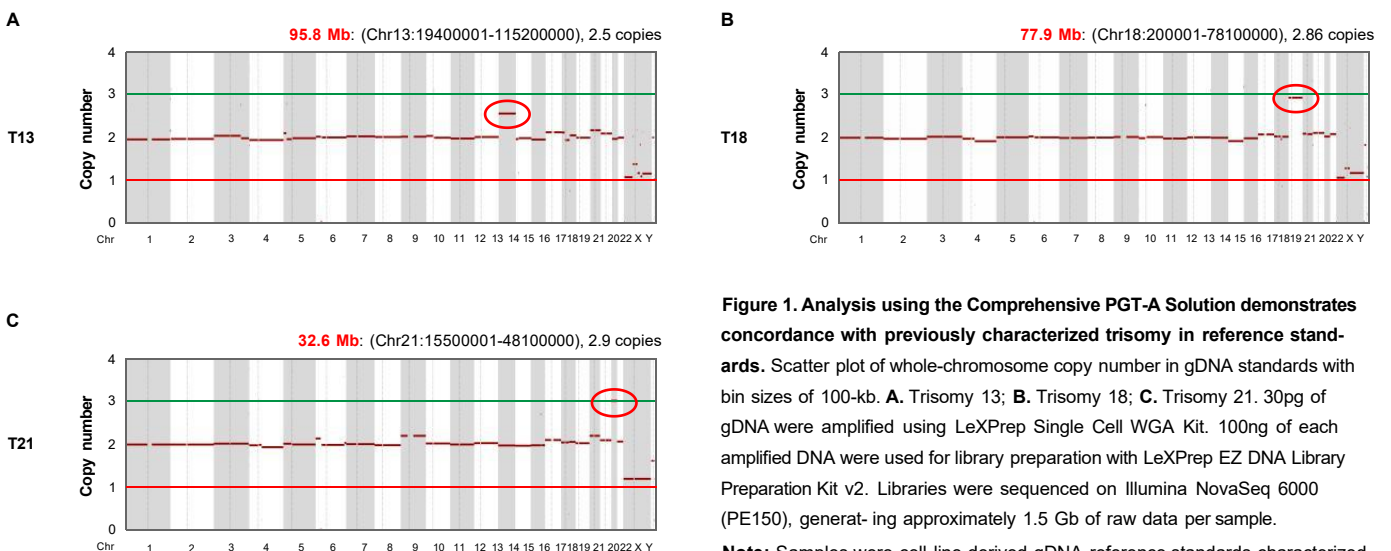 A
95.8 Mb: (Chr13:19400001-115200000), 2.5 copies
T13
Copy number
4
3
2
1
0
Chr 1 2 3 4 5 6 7 8 9 10 11 12 13 14 15 16 171819 21 2022 X Y
B
77.9 Mb: (Chr18:200001-78100000), 2.86 copies
T18
Copy number
4
3
2
1
0
Chr 1 2 3 4 5 6 7 8 9 10 11 12 13 14 15 16 171819 21 2022 X Y
C
32.6 Mb: (Chr21:15500001-48100000), 2.9 copies
T21
Copy number
4
3
2
1
0
Chr 1 2 3 4 5 6 7 8 9 10 11 12 13 14 15 16 171819 21 2022 X Y
Figure 1. Analysis using the Comprehensive PGT-A Solution demonstrates
concordance with previously characterized trisomy in reference stand-
ards. Scatter plot of whole-chromosome copy number in gDNA standards with
bin sizes of 100-kb. A. Trisomy 13; B. Trisomy 18; C. Trisomy 21. 30pg of
gDNA were amplified using LeXPrep Single Cell WGA Kit. 100ng of each
amplified DNA were used for library preparation with LeXPrep EZ DNA Library
Preparation Kit v2. Libraries were sequenced on Illumina NovaSeq 6000
(PE150), generat- ing approximately 1.5 Gb of raw data per sample.
Note: Samples were cell line-derived gDNA reference standards characterized